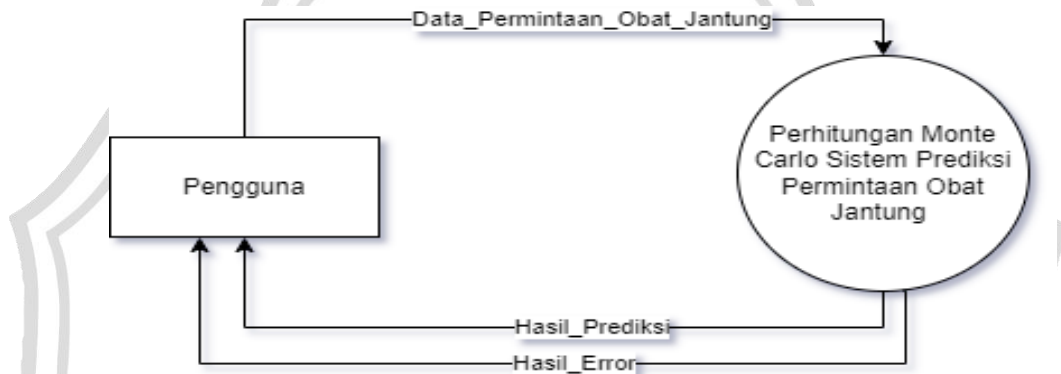 Data_Permintaan_Obat_Jantung
Pengguna
Perhitungan Monte
Carlo Sistem Prediksi
Permintaan Obat
Jantung
Hasil_Prediksi
Hasil_Error